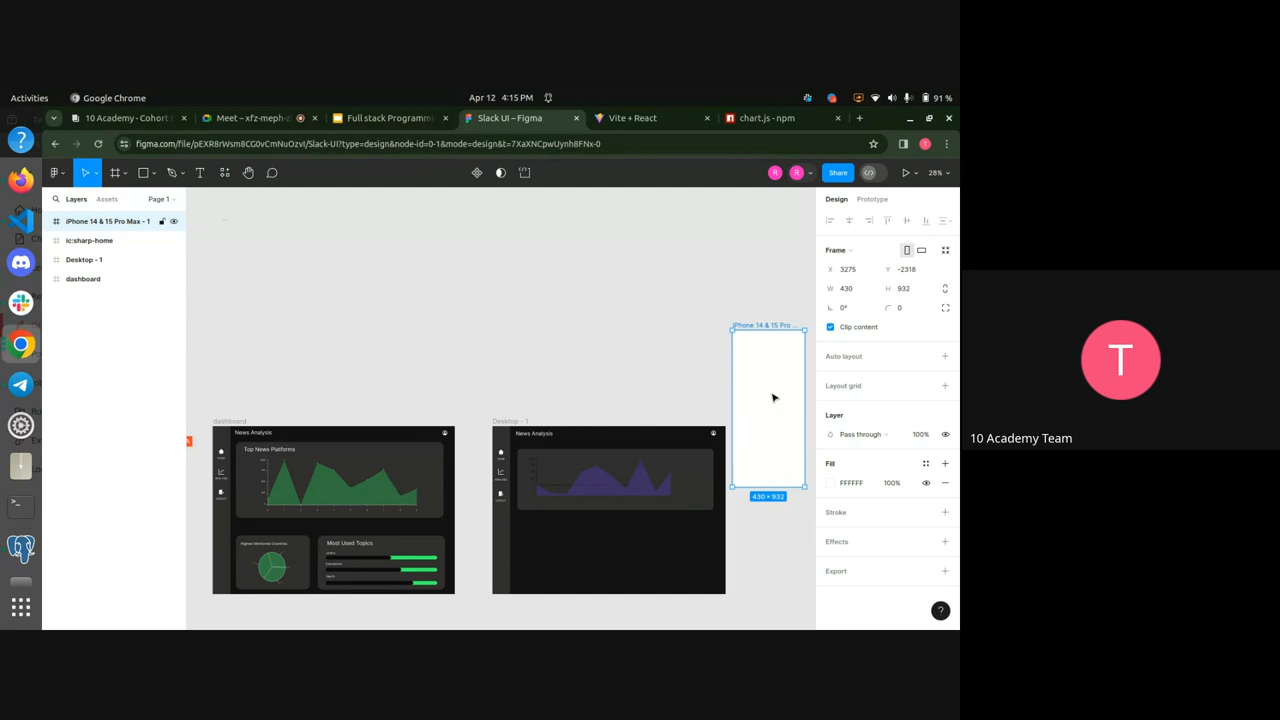 Activities
Google Chrome
Apr 12 4:15 PM
91 %
10 Academy - Cohort
Meet – xfz-meph-z
Full stack Programmi
Slack UI – Figma
Vite + React
chart.js - npm
figma.com/file/pEXR8rWsm8CG0vCmNuOzvI/Slack-UI?type=design&node-id=0-1&mode=design&t=7XaXNCpwUynh8FNx-0
T
R
R
Share
28%
Layers
Assets
Page 1
iPhone 14 & 15 Pro Max - 1
ic:sharp-home
Desktop - 1
dashboard
dashboard
News Analysis
Top News Platforms
Highest Mentioned Countries
Most Used Topics
Desktop - 1
News Analysis
iPhone 14 & 15 Pro ...
430 × 932
Design
Prototype
Frame
X 3275
Y -2318
W 430
H 932
0°
0
Clip content
Auto layout
Layout grid
Layer
Pass through
100%
Fill
FFFFFF
100%
Stroke
Effects
Export
?
T
10 Academy Team